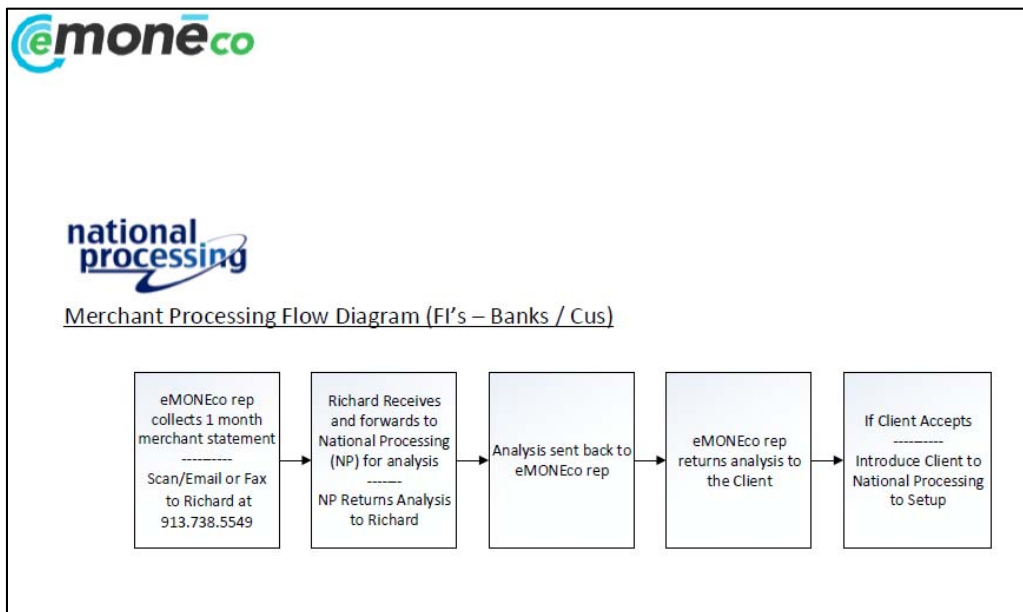 emonēco
national
processing
Merchant Processing Flow Diagram (FI's – Banks / Cus)
eMONEco rep
collects 1 month
merchant statement
----------
Scan/Email or Fax
to Richard at
913.738.5549
Richard Receives
and forwards to
National Processing
(NP) for analysis
-------
NP Returns Analysis
to Richard
Analysis sent back to
eMONEco rep
eMONEco rep
returns analysis to
the Client
If Client Accepts
----------
Introduce Client to
National Processing
to Setup